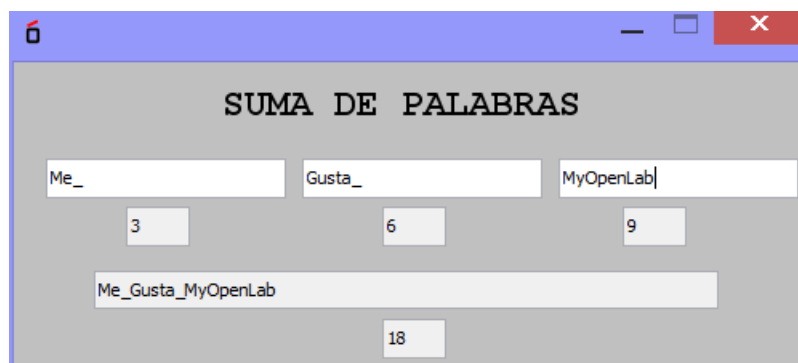 SUMA DE PALABRAS
Me_ Gusta_ MyOpenLab
3 6 9
Me_Gusta_MyOpenLab
18